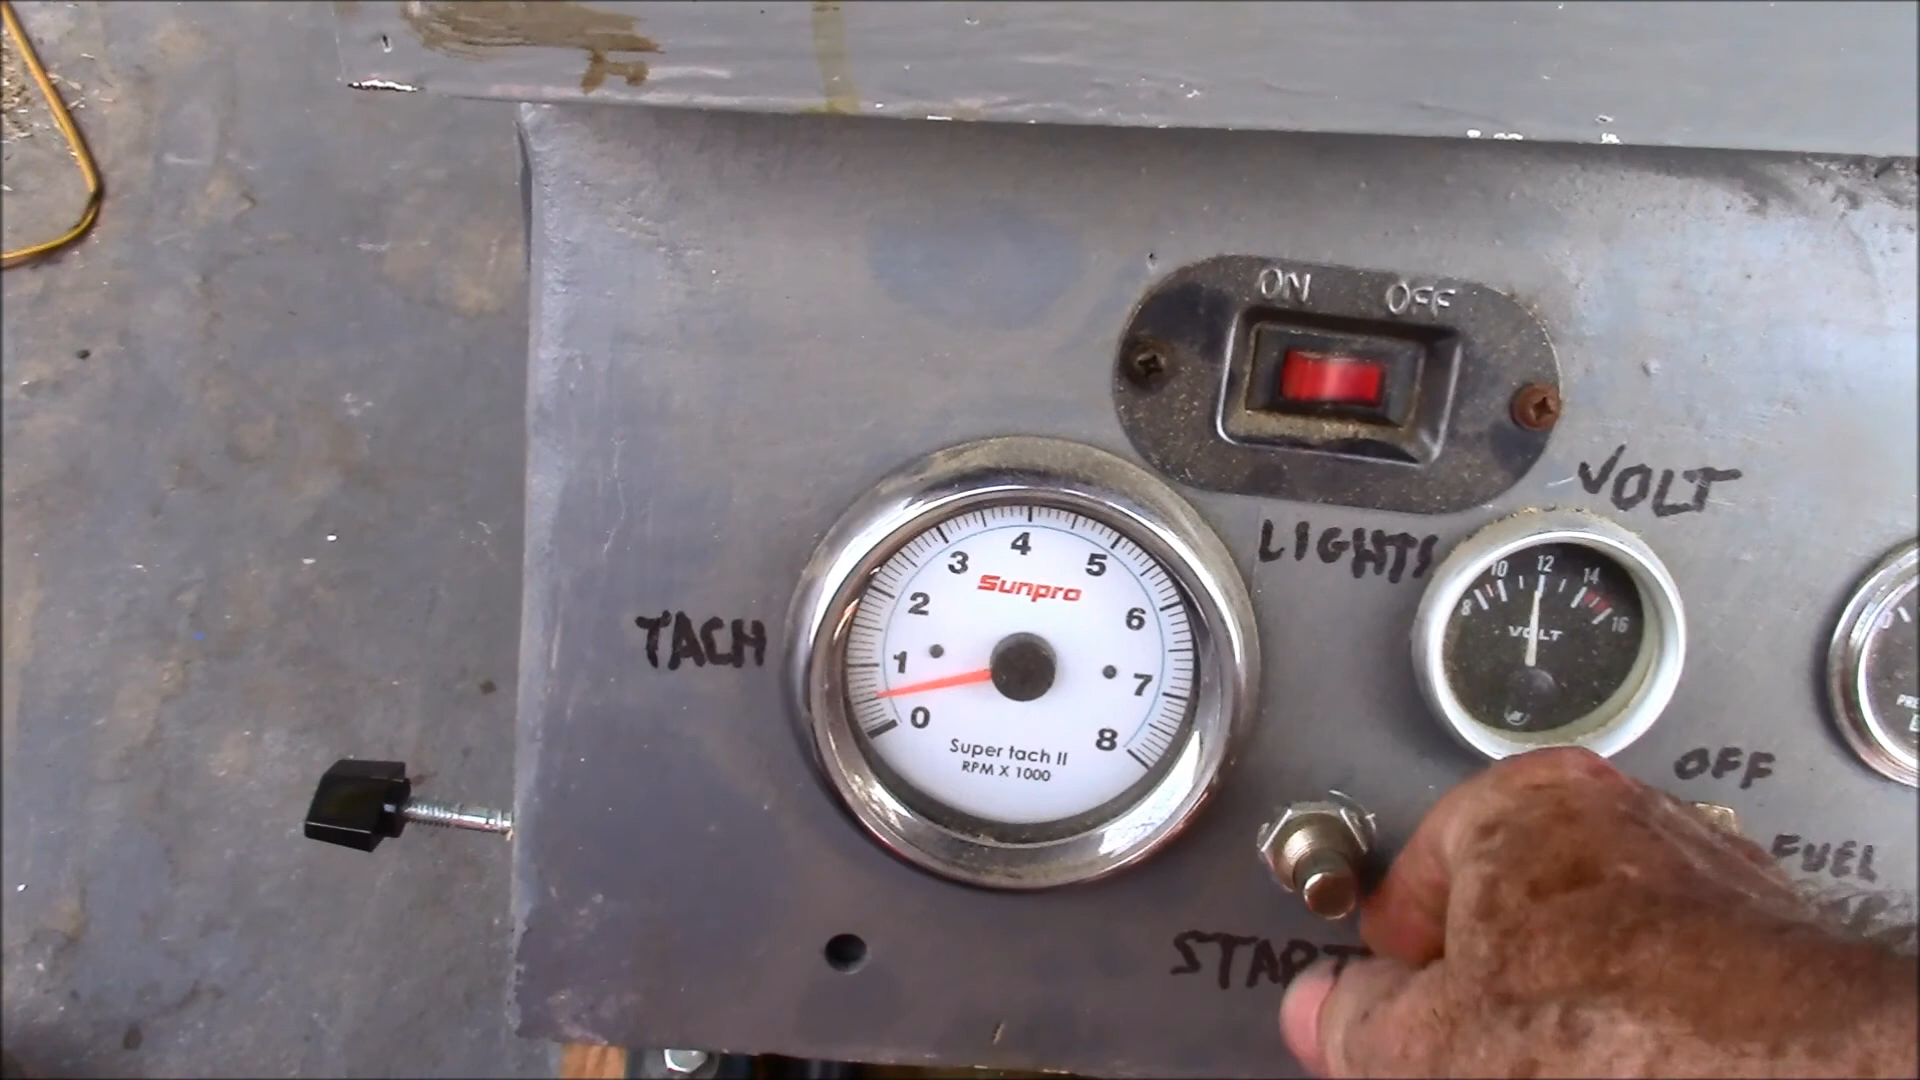 ON OFF
VOLT
LIGHTS
TACH
0 1 2 3 4 5 6 7 8
Sunpro
Super tach II
RPM X 1000
8 10 12 14 16
VOLT
OFF
FUEL
START